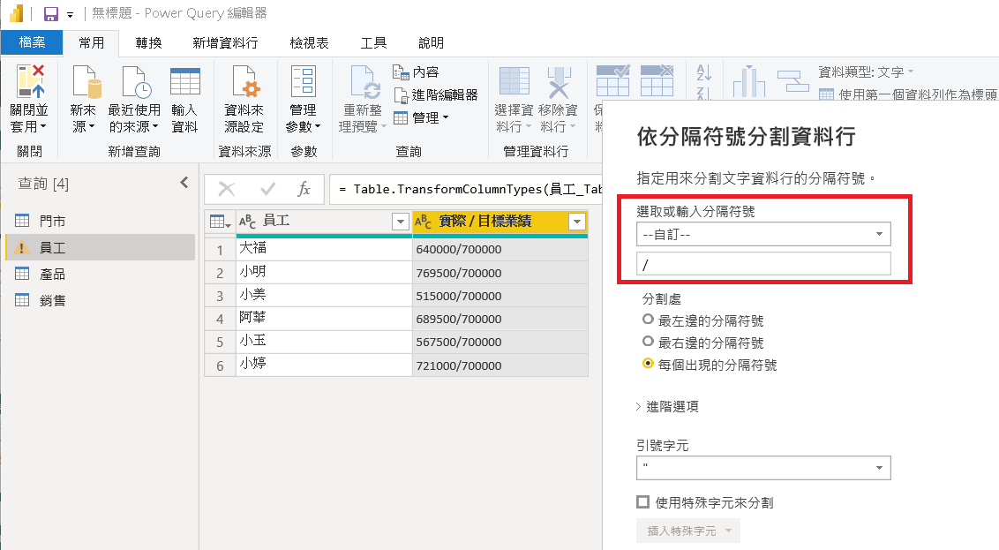 無標題 - Power Query 編輯器
檔案 常用 轉換 新增資料行 檢視表 工具 說明
關閉並套用
新來源
最近使用的來源
輸入資料
資料來源設定
管理參數
重新整理預覽
內容
進階編輯器
管理
選擇資料行
移除資料行
資料類型: 文字
使用第一個資料列作為標頭
關閉 新增查詢 資料來源 參數 查詢 管理資料行
查詢 [4]
門市
員工
產品
銷售
fx = Table.TransformColumnTypes(員工_Tab
ABC 員工 ABC 實際 / 目標業績
1 大福 640000/700000
2 小明 769500/700000
3 小美 515000/700000
4 阿華 689500/700000
5 小玉 567500/700000
6 小婷 721000/700000
依分隔符號分割資料行
指定用來分割文字資料行的分隔符號。
選取或輸入分隔符號
--自訂--
/
分割處
最左邊的分隔符號
最右邊的分隔符號
每個出現的分隔符號
進階選項
引號字元
"
使用特殊字元來分割
插入特殊字元